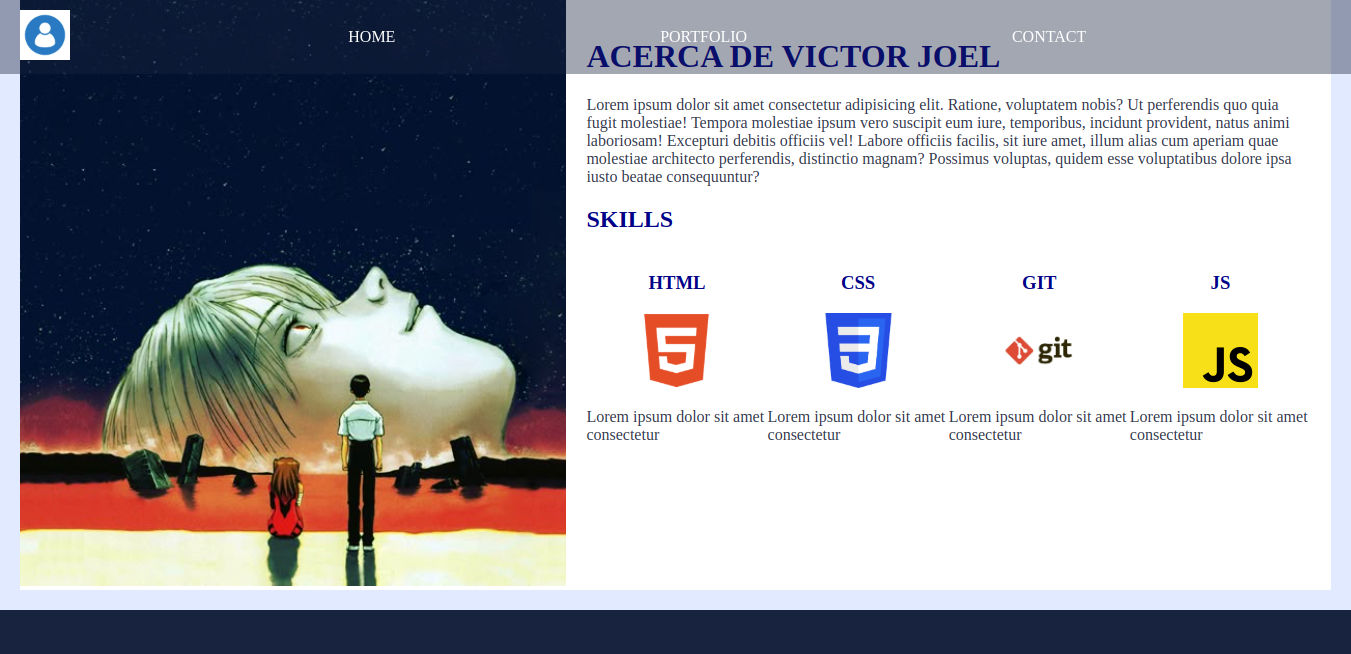 HOME
PORTFOLIO
CONTACT
ACERCA DE VICTOR JOEL
Lorem ipsum dolor sit amet consectetur adipisicing elit. Ratione, voluptatem nobis? Ut perferendis quo quia
fugit molestiae! Tempora molestiae ipsum vero suscipit eum iure, temporibus, incidunt provident, natus animi
laboriosam! Excepturi debitis officiis vel! Labore officiis facilis, sit iure amet, illum alias cum aperiam quae
molestiae architecto perferendis, distinctio magnam? Possimus voluptas, quidem esse voluptatibus dolore ipsa
iusto beatae consequuntur?
SKILLS
HTML
5
Lorem ipsum dolor sit amet
consectetur
CSS
3
Lorem ipsum dolor sit amet
consectetur
GIT
git
Lorem ipsum dolor sit amet
consectetur
JS
JS
Lorem ipsum dolor sit amet
consectetur